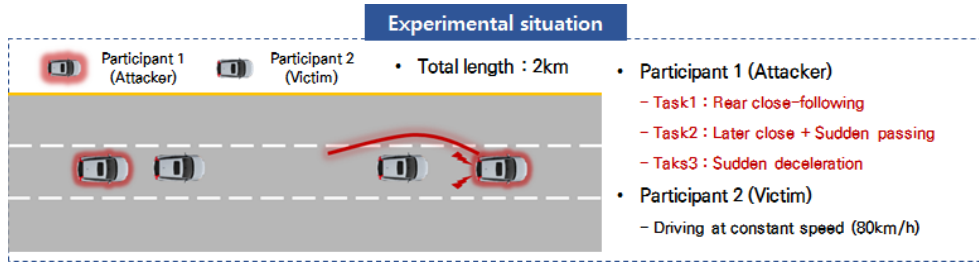 Experimental situation
Participant 1
(Attacker)
Participant 2
(Victim)
• Total length : 2km
• Participant 1 (Attacker)
- Task1 : Rear close-following
- Task2 : Later close + Sudden passing
- Taks3 : Sudden deceleration
• Participant 2 (Victim)
- Driving at constant speed (80km/h)